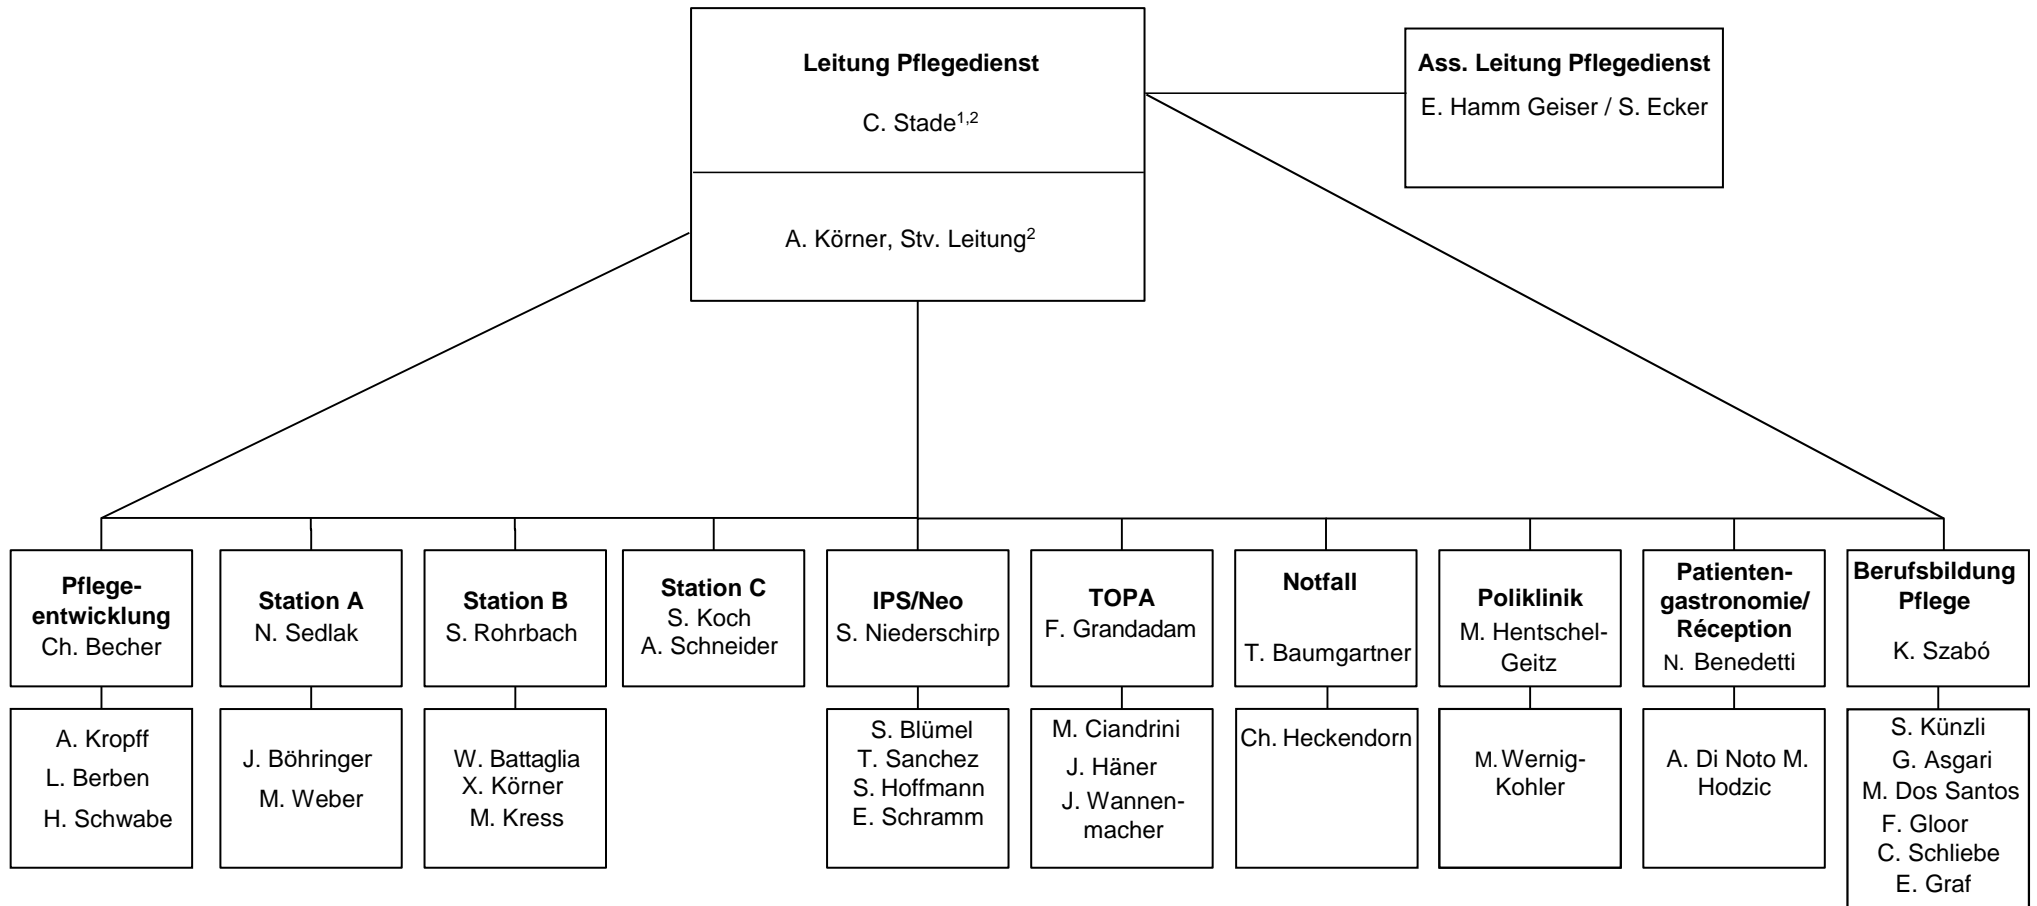 Leitung Pflegedienst
C. Stade1,2
A. Körner, Stv. Leitung2
Ass. Leitung Pflegedienst
E. Hamm Geiser / S. Ecker
Pflege-
entwicklung
Ch. Becher
Station A
N. Sedlak
Station B
S. Rohrbach
Station C
S. Koch
A. Schneider
IPS/Neo
S. Niederschirp
TOPA
F. Grandadam
Notfall
T. Baumgartner
Poliklinik
M. Hentschel-
Geitz
Patienten-
gastronomie/
Réception
N. Benedetti
Berufsbildung
Pflege
K. Szabó
A. Kropff
L. Berben
H. Schwabe
J. Böhringer
M. Weber
W. Battaglia
X. Körner
M. Kress
S. Blümel
T. Sanchez
S. Hoffmann
E. Schramm
M. Ciandrini
J. Häner
J. Wannen-
macher
Ch. Heckendorn
M. Wernig-
Kohler
A. Di Noto M.
Hodzic
S. Künzli
G. Asgari
M. Dos Santos
F. Gloor
C. Schliebe
E. Graf